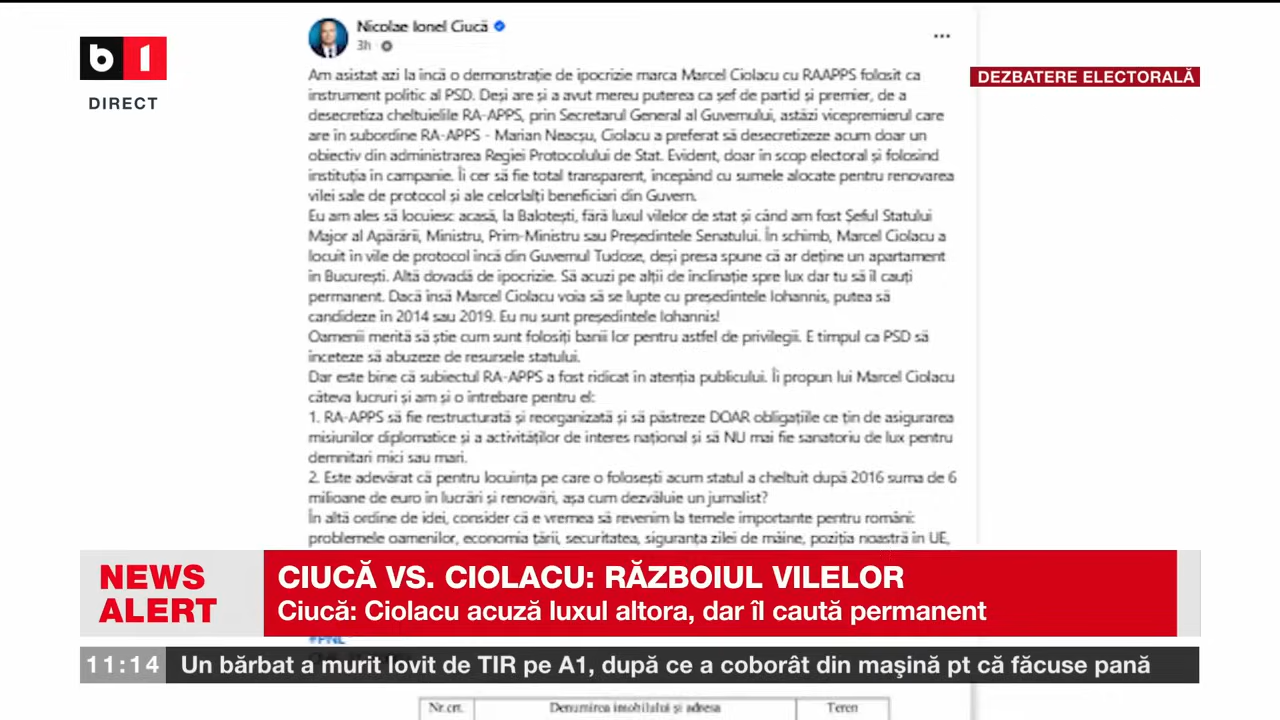 Nicolae Ionel Ciucă
3h
b 1
DIRECT
DEZBATERE ELECTORALĂ
Am asistat azi la încă o demonstrație de ipocrizie marca Marcel Ciolacu cu RAAPPS folosit ca
instrument politic al PSD. Deși are și a avut mereu puterea ca șef de partid și premier, de a
desecretiza cheltuielile RA-APPS, prin Secretarul General al Guvernului, astăzi vicepremierul care
are în subordine RA-APPS - Marian Neacșu, Ciolacu a preferat să desecretizeze acum doar un
obiectiv din administrarea Regiei Protocolului de Stat. Evident, doar în scop electoral și folosind
instituția în campanie. Îi cer să fie total transparent, începând cu sumele alocate pentru renovarea
vilei sale de protocol și ale celorlalți beneficiari din Guvern.
Eu am ales să locuiesc acasă, la Balotești, fără luxul vilelor de stat și când am fost Șeful Statului
Major al Apărării, Ministru, Prim-Ministru sau Președintele Senatului. În schimb, Marcel Ciolacu a
locuit în vile de protocol încă din Guvernul Tudose, deși presa spune că ar deține un apartament
în București. Altă dovadă de ipocrizie. Să acuzi pe alții de înclinație spre lux dar tu să îl cauți
permanent. Dacă însă Marcel Ciolacu voia să se lupte cu președintele Iohannis, putea să
candideze în 2014 sau 2019. Eu nu sunt președintele Iohannis!
Oamenii merită să știe cum sunt folosiți banii lor pentru astfel de privilegii. E timpul ca PSD să
înceteze să abuzeze de resursele statului.
Dar este bine că subiectul RA-APPS a fost ridicat în atenția publicului. Îi propun lui Marcel Ciolacu
câteva lucruri și am și o întrebare pentru el:
1. RA-APPS să fie restructurată și reorganizată și să păstreze DOAR obligațiile ce țin de asigurarea
misiunilor diplomatice și a activităților de interes național și să NU mai fie sanatoriu de lux pentru
demnitari mici sau mari.
2. Este adevărat că pentru locuința pe care o folosești acum statul a cheltuit după 2016 suma de 6
milioane de euro în lucrări și renovări, așa cum dezvăluie un jurnalist?
În altă ordine de idei, consider că e vremea să revenim la temele importante pentru români:
problemele oamenilor, economia țării, securitatea, siguranța zilei de mâine, poziția noastră în UE,
NEWS
ALERT
CIUCĂ VS. CIOLACU: RĂZBOIUL VILELOR
Ciucă: Ciolacu acuză luxul altora, dar îl caută permanent
#PNL
11:14 Un bărbat a murit lovit de TIR pe A1, după ce a coborât din maşină pt că făcuse pană
Nr.crt. Denumirea imobilului și adresa Teren